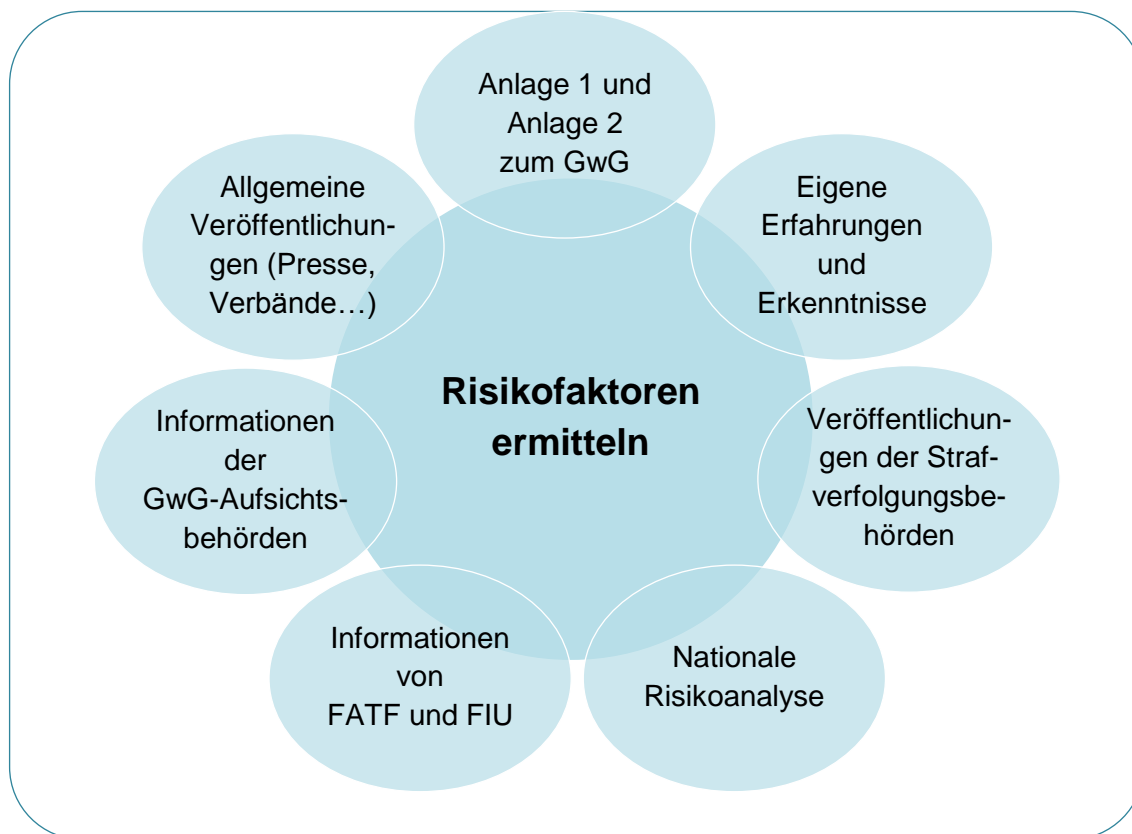 Anlage 1 und
Anlage 2
zum GwG
Eigene
Erfahrungen
und
Erkenntnisse
Veröffentlichun-
gen der Straf-
verfolgungsbe-
hörden
Nationale
Risikoanalyse
Informationen
von
FATF und FIU
Informationen
der
GwG-Aufsichts-
behörden
Allgemeine
Veröffentlichun-
gen (Presse,
Verbände…)
Risikofaktoren
ermitteln